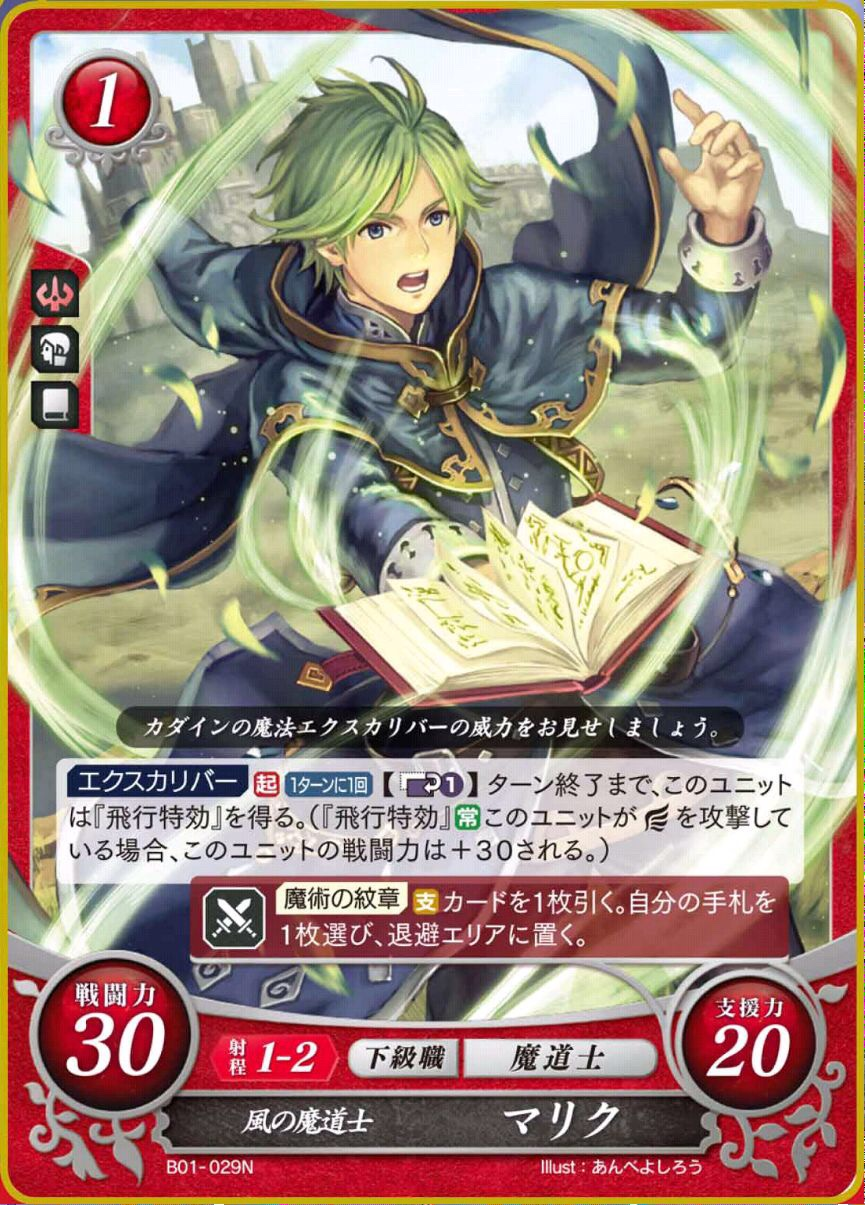 1
カダインの魔法エクスカリバーの威力をお見せしましょう。
エクスカリバー 起 1ターンに1回 【 1】ターン終了まで、このユニット
は『飛行特効』を得る。(『飛行特効』常このユニットが を攻撃して
いる場合、このユニットの戦闘力は+30される。)
魔術の紋章 支 カードを1枚引く。自分の手札を
1枚選び、退避エリアに置く。
戦闘力
30
射程 1-2 下級職 魔道士
支援力
20
風の魔道士 マリク
B01-029N Illust:あんべよしろう